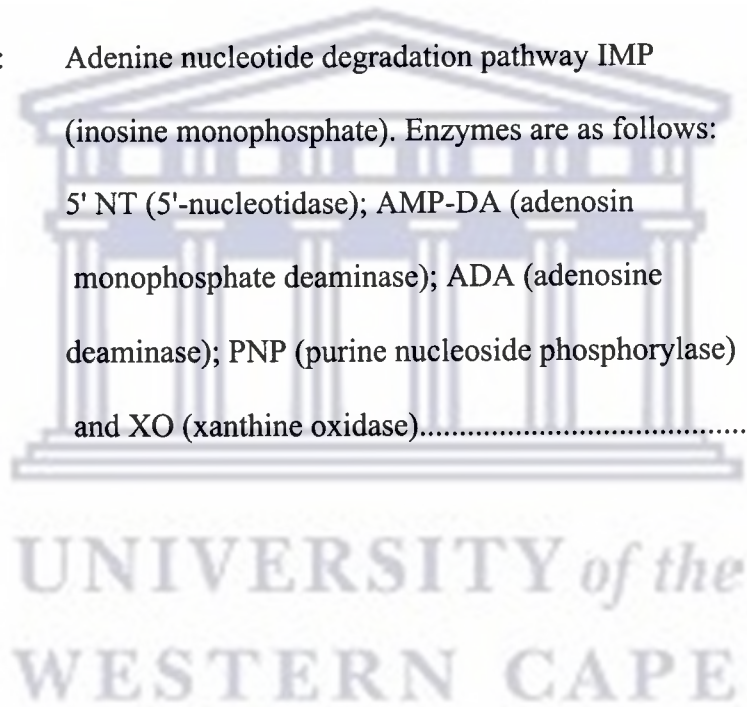 : Adenine nucleotide degradation pathway IMP
(inosine monophosphate). Enzymes are as follows:
5' NT (5'-nucleotidase); AMP-DA (adenosin
monophosphate deaminase); ADA (adenosine
deaminase); PNP (purine nucleoside phosphorylase)
and XO (xanthine oxidase).......................................
UNIVERSITY of the
WESTERN CAPE